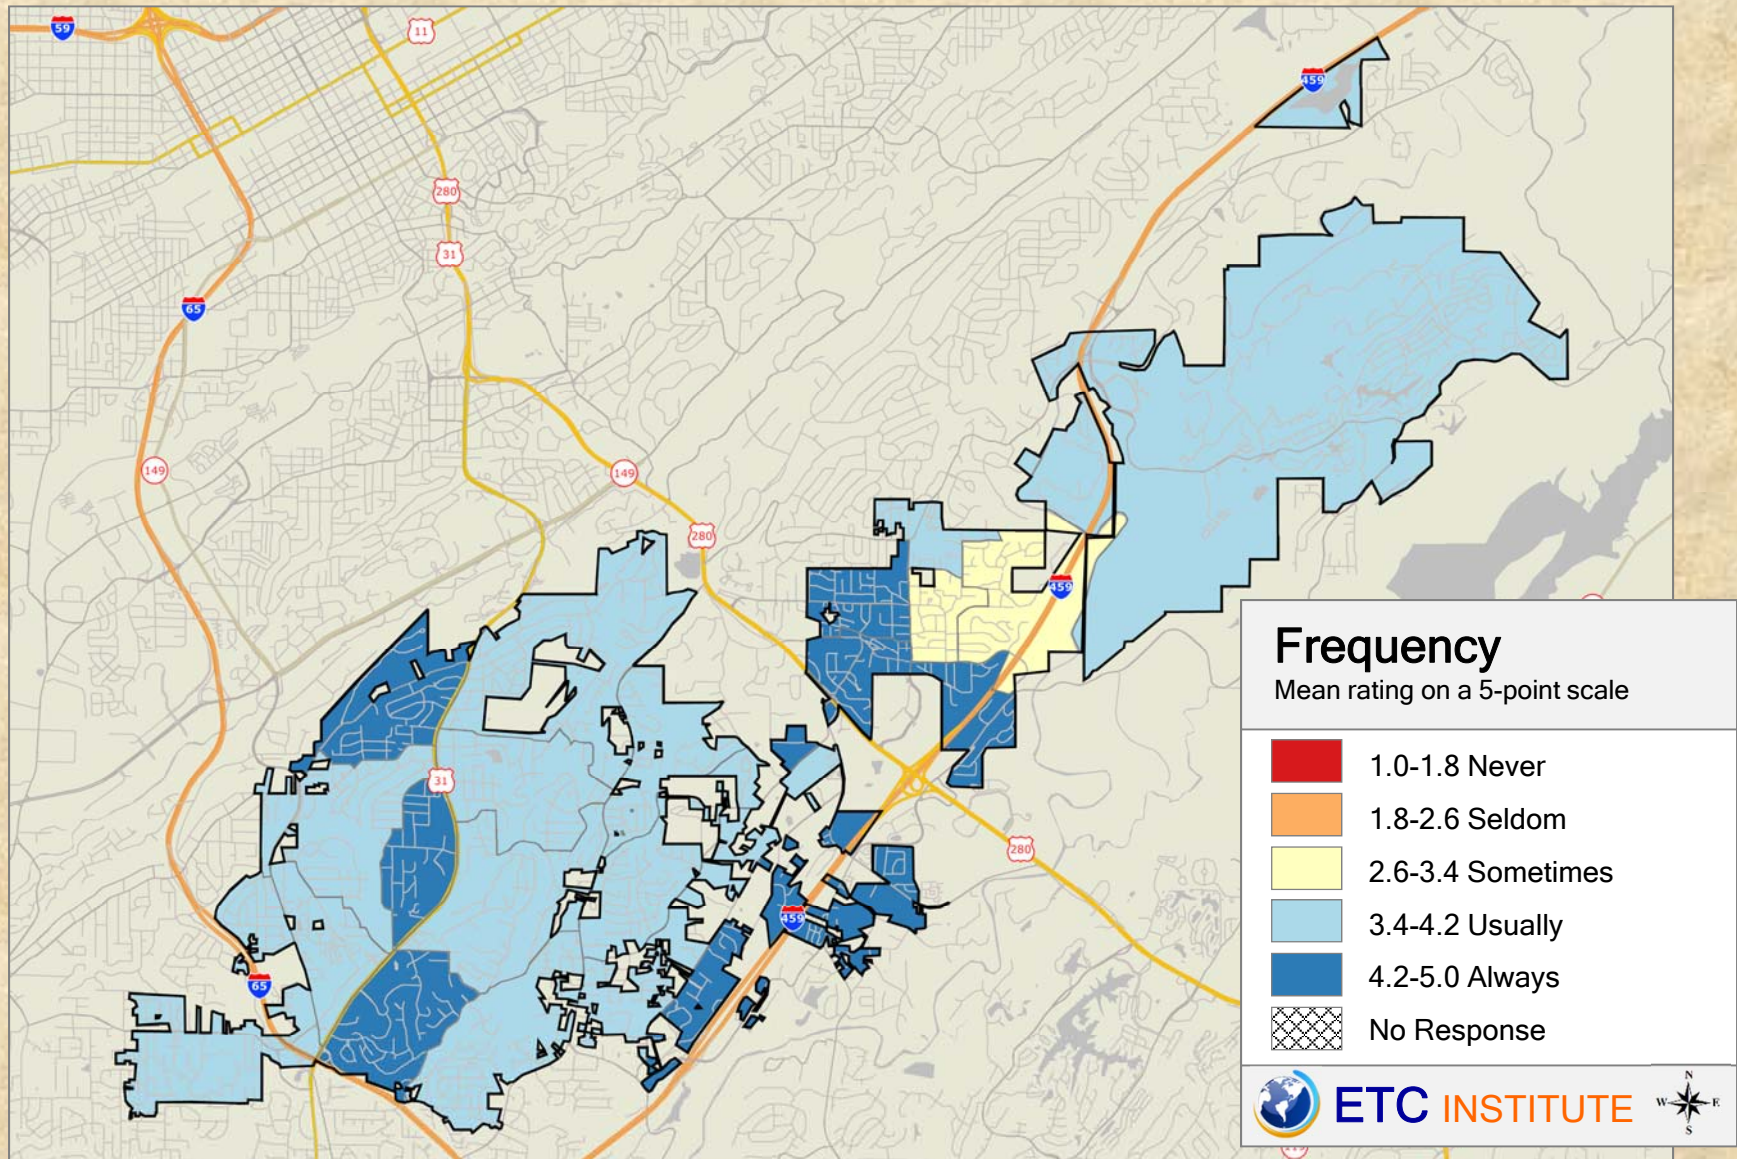 59
11
459
280
31
65
149
149
280
459
31
280
459
65
Frequency
Mean rating on a 5-point scale
1.0-1.8 Never
1.8-2.6 Seldom
2.6-3.4 Sometimes
3.4-4.2 Usually
4.2-5.0 Always
No Response
ETC INSTITUTE
N
W E
S